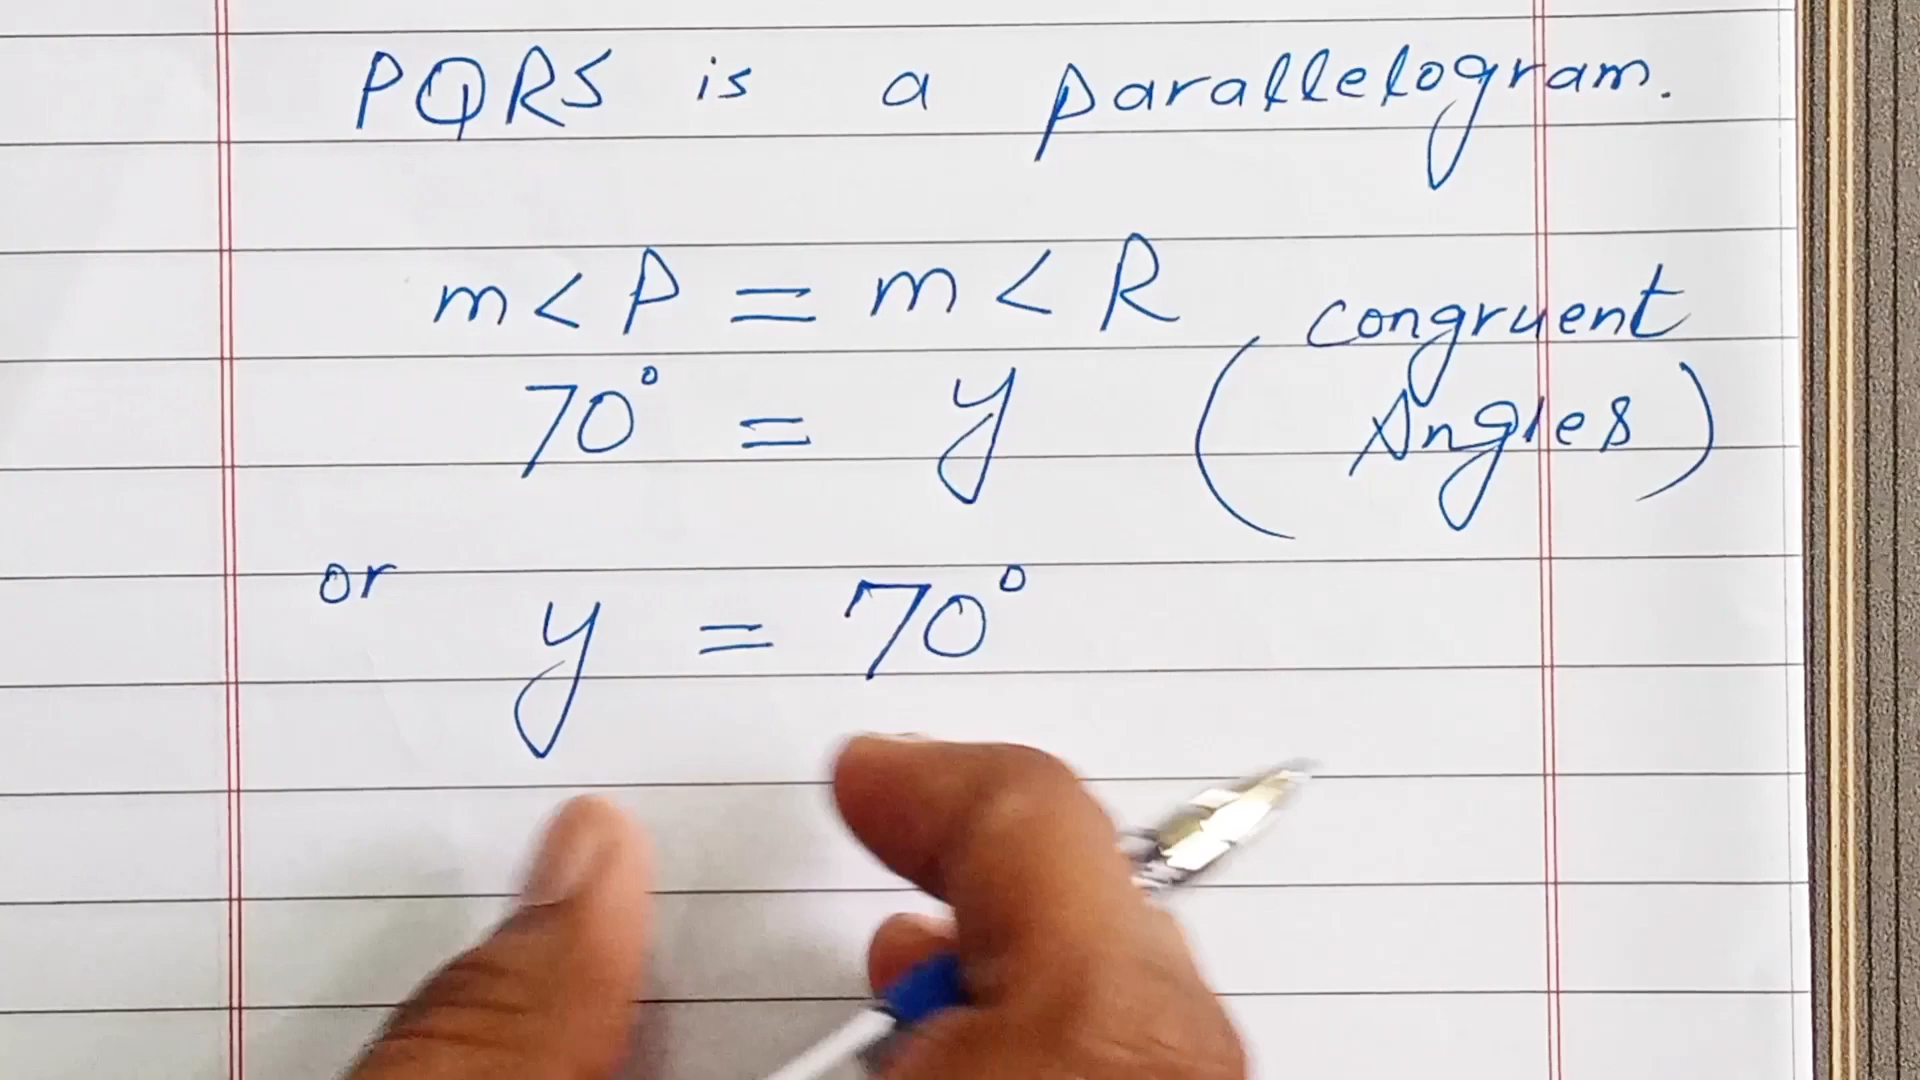 PQRS is a parallelogram.
m < P = m < R
70° = y (congruent Angles)
or y = 70°